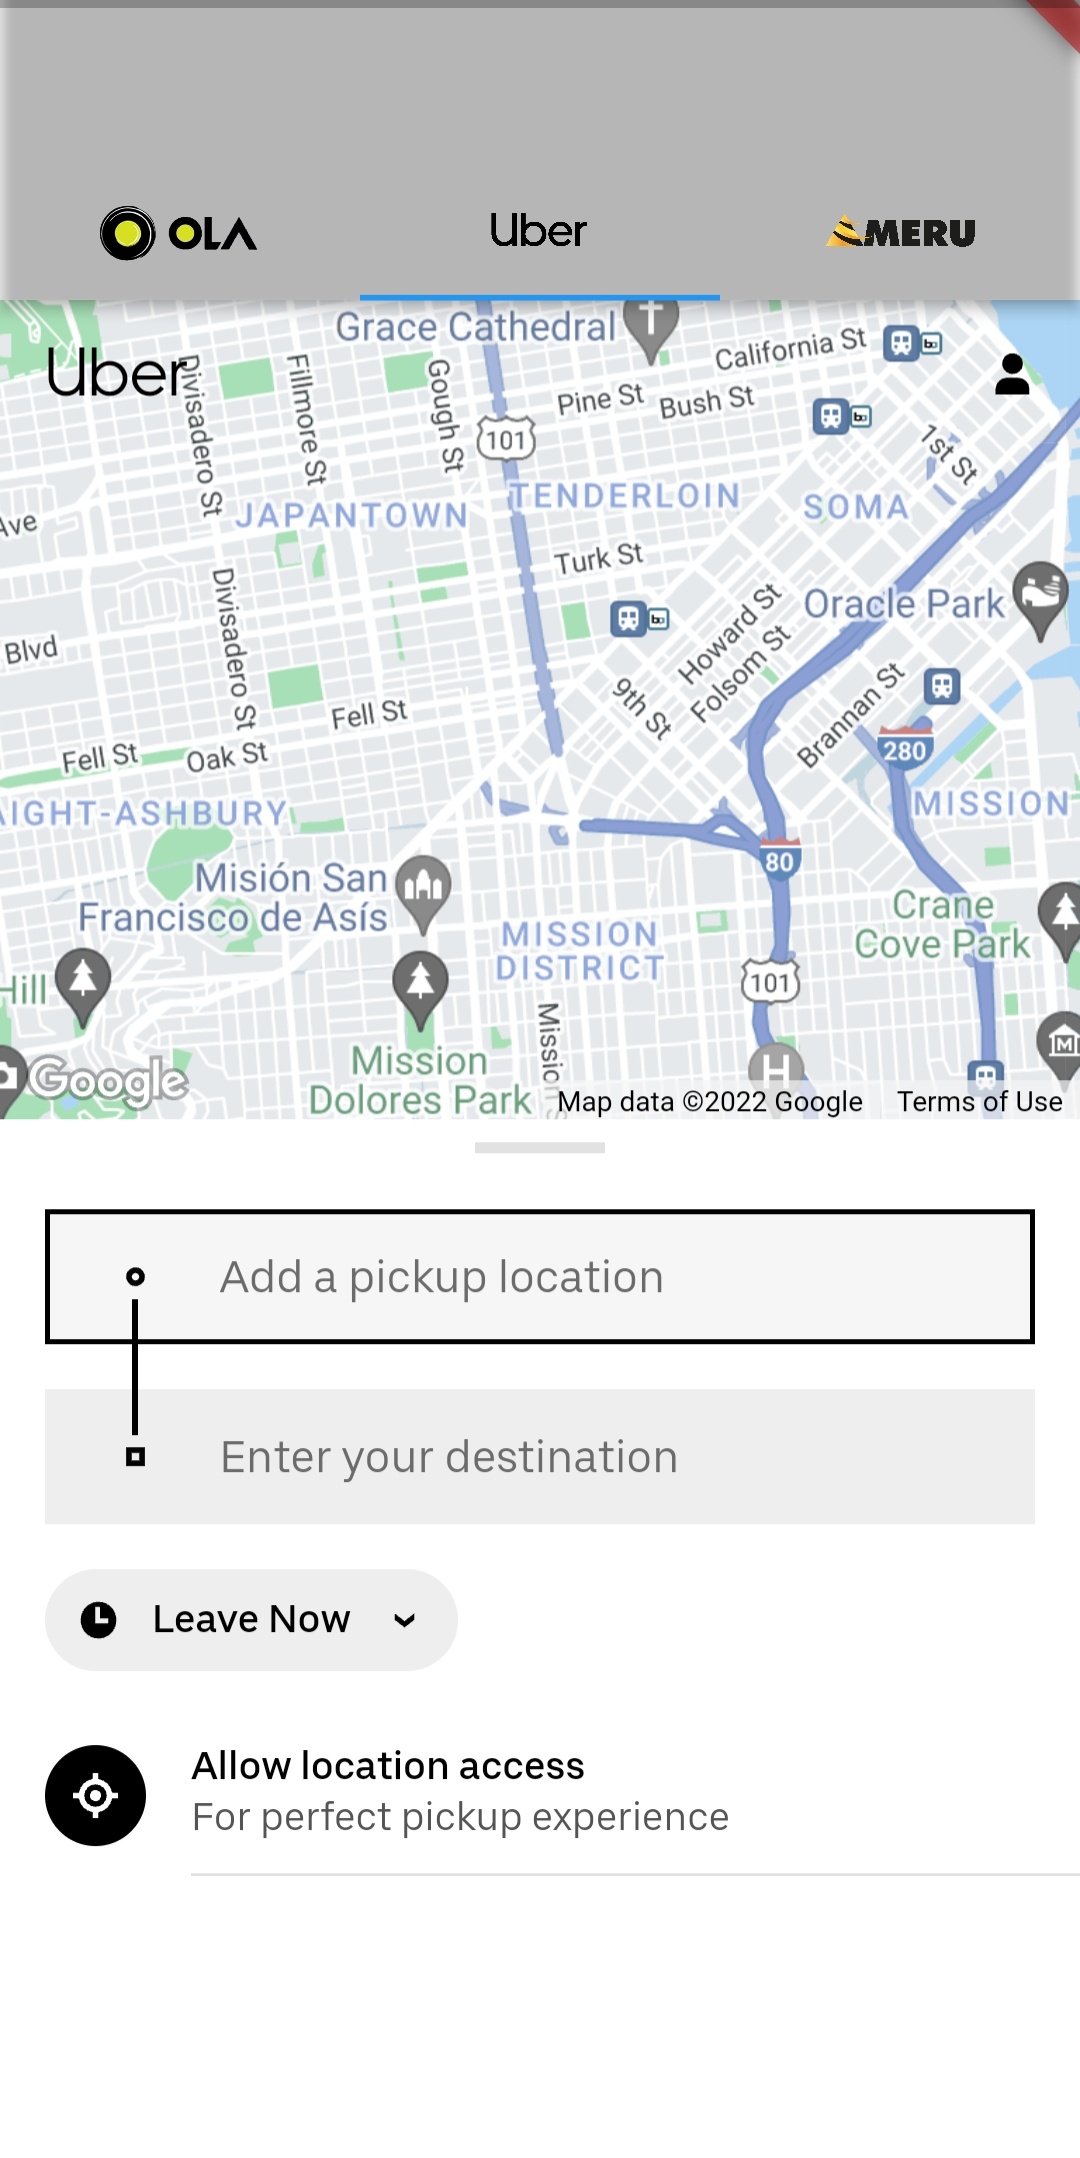 OLA
Uber
MERU
Grace Cathedral
California St
Uber
Divisadero St
Fillmore St
Gough St
Pine St
Bush St
101
1st St
JAPANTOWN
TENDERLOIN
SOMA
Ave
Turk St
Divisadero St
Howard St
Folsom St
Oracle Park
Blvd
9th St
Brannan St
Fell St
Fell St
Oak St
280
AIGHT-ASHBURY
MISSION
80
Misión San
Francisco de Asís
MISSION
DISTRICT
Crane
Cove Park
101
Hill
Mission
Dolores Park
Mission S
H
M
Google
Map data ©2022 Google
Terms of Use
Add a pickup location
Enter your destination
Leave Now
Allow location access
For perfect pickup experience